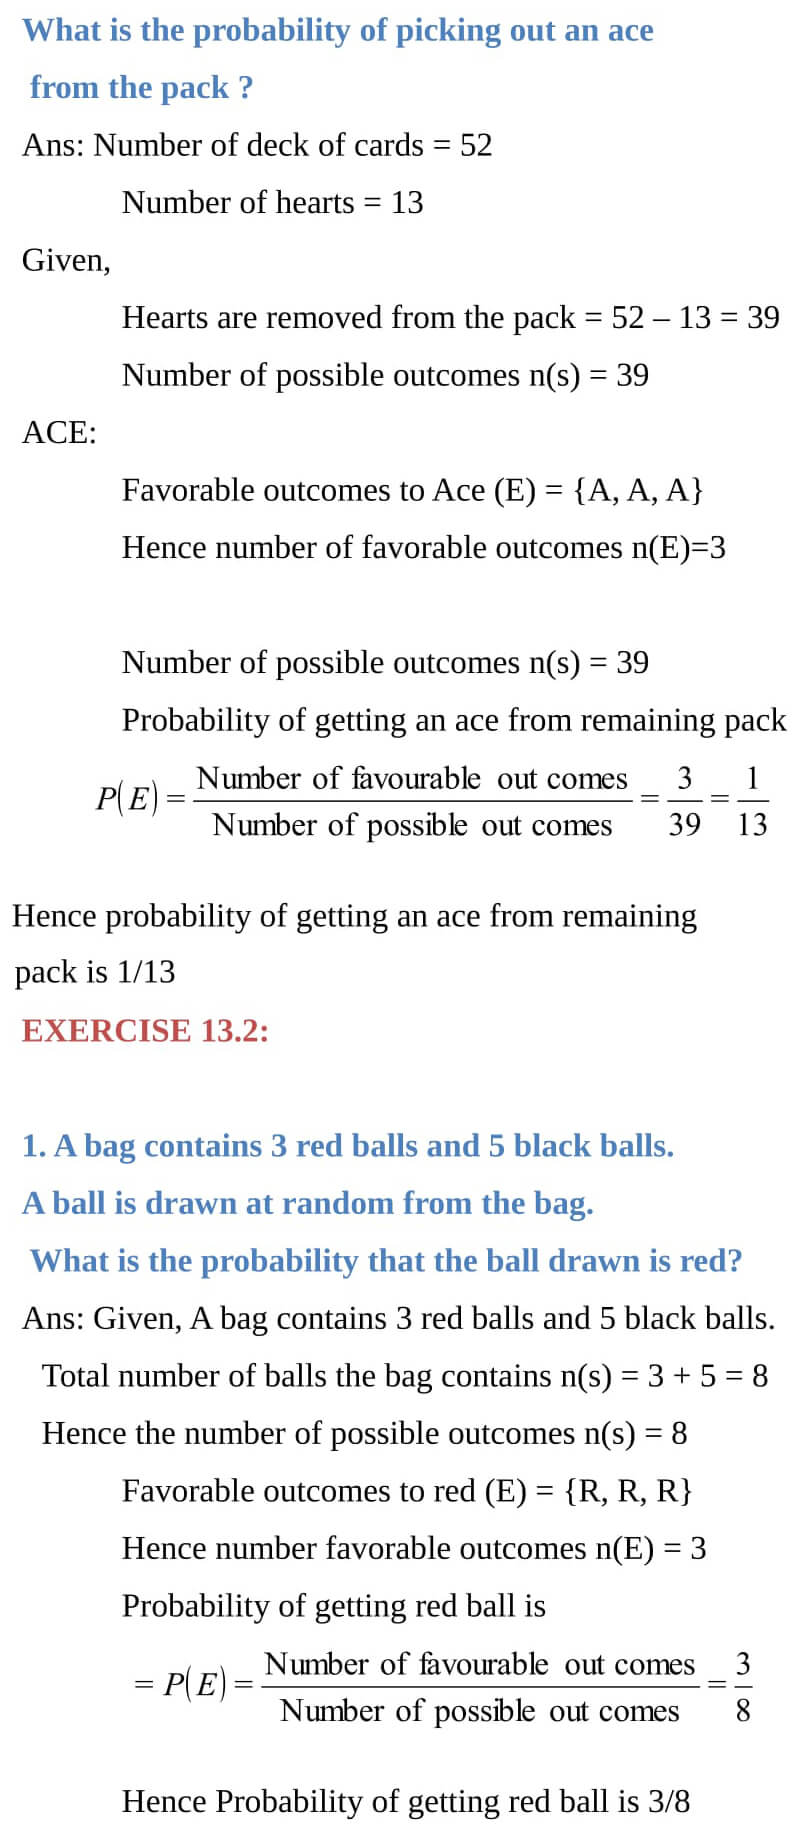 What is the probability of picking out an ace
from the pack ?
Ans: Number of deck of cards = 52
Number of hearts = 13
Given,
Hearts are removed from the pack = 52 – 13 = 39
Number of possible outcomes n(s) = 39
ACE:
Favorable outcomes to Ace (E) = {A, A, A}
Hence number of favorable outcomes n(E)=3
Number of possible outcomes n(s) = 39
Probability of getting an ace from remaining pack
P(E) = Number of favourable out comes / Number of possible out comes = 3/39 = 1/13
Hence probability of getting an ace from remaining
pack is 1/13
EXERCISE 13.2:
1. A bag contains 3 red balls and 5 black balls.
A ball is drawn at random from the bag.
What is the probability that the ball drawn is red?
Ans: Given, A bag contains 3 red balls and 5 black balls.
Total number of balls the bag contains n(s) = 3 + 5 = 8
Hence the number of possible outcomes n(s) = 8
Favorable outcomes to red (E) = {R, R, R}
Hence number favorable outcomes n(E) = 3
Probability of getting red ball is
= P(E) = Number of favourable out comes / Number of possible out comes = 3/8
Hence Probability of getting red ball is 3/8